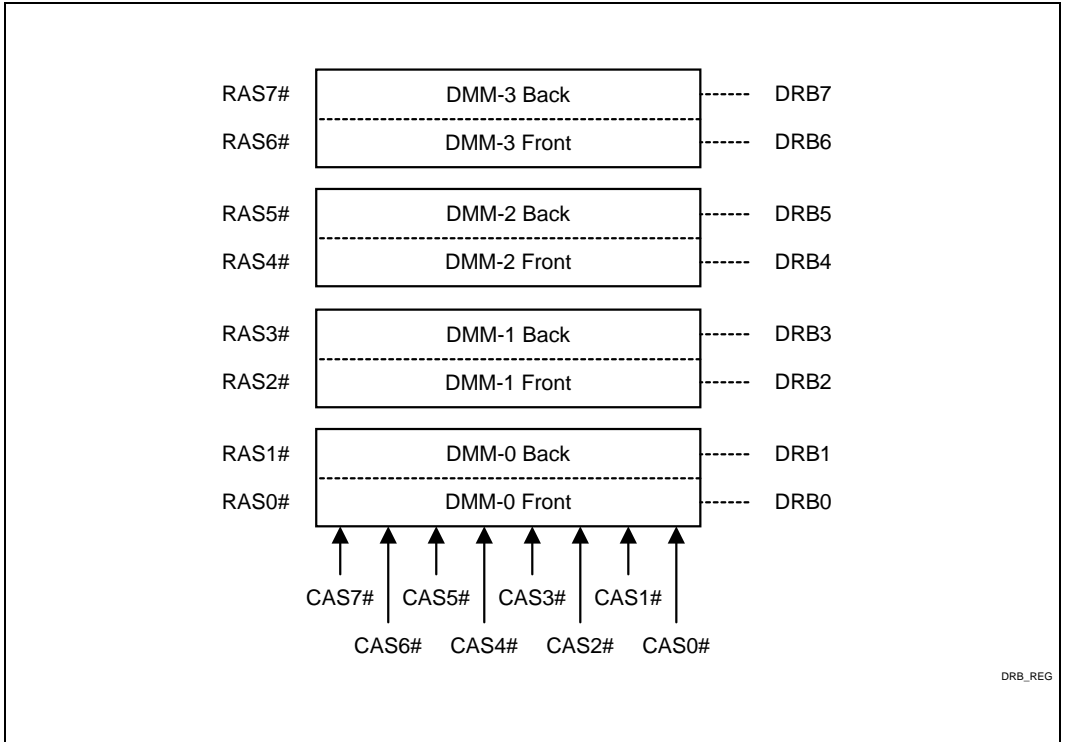 RAS7# DMM-3 Back DRB7
RAS6# DMM-3 Front DRB6
RAS5# DMM-2 Back DRB5
RAS4# DMM-2 Front DRB4
RAS3# DMM-1 Back DRB3
RAS2# DMM-1 Front DRB2
RAS1# DMM-0 Back DRB1
RAS0# DMM-0 Front DRB0
CAS7# CAS5# CAS3# CAS1#
CAS6# CAS4# CAS2# CAS0#
DRB_REG